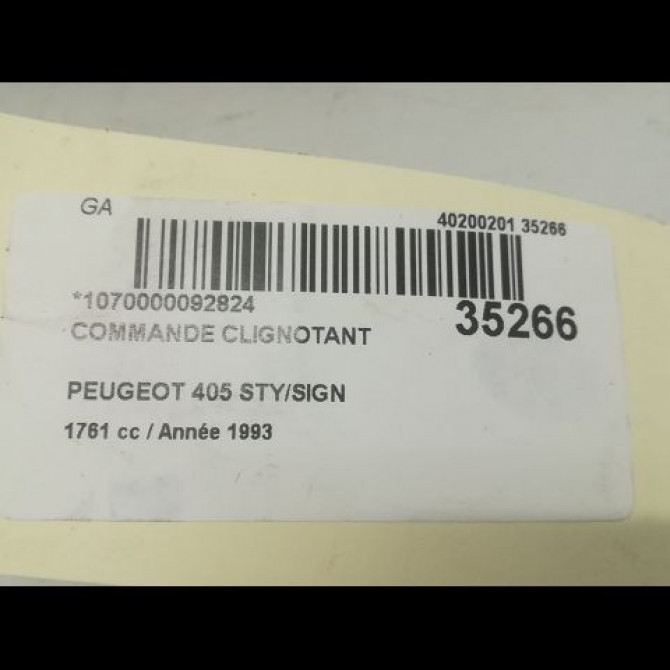 GA
40200201 35266
*1070000092824
35266
COMMANDE CLIGNOTANT
PEUGEOT 405 STY/SIGN
1761 cc / Année 1993